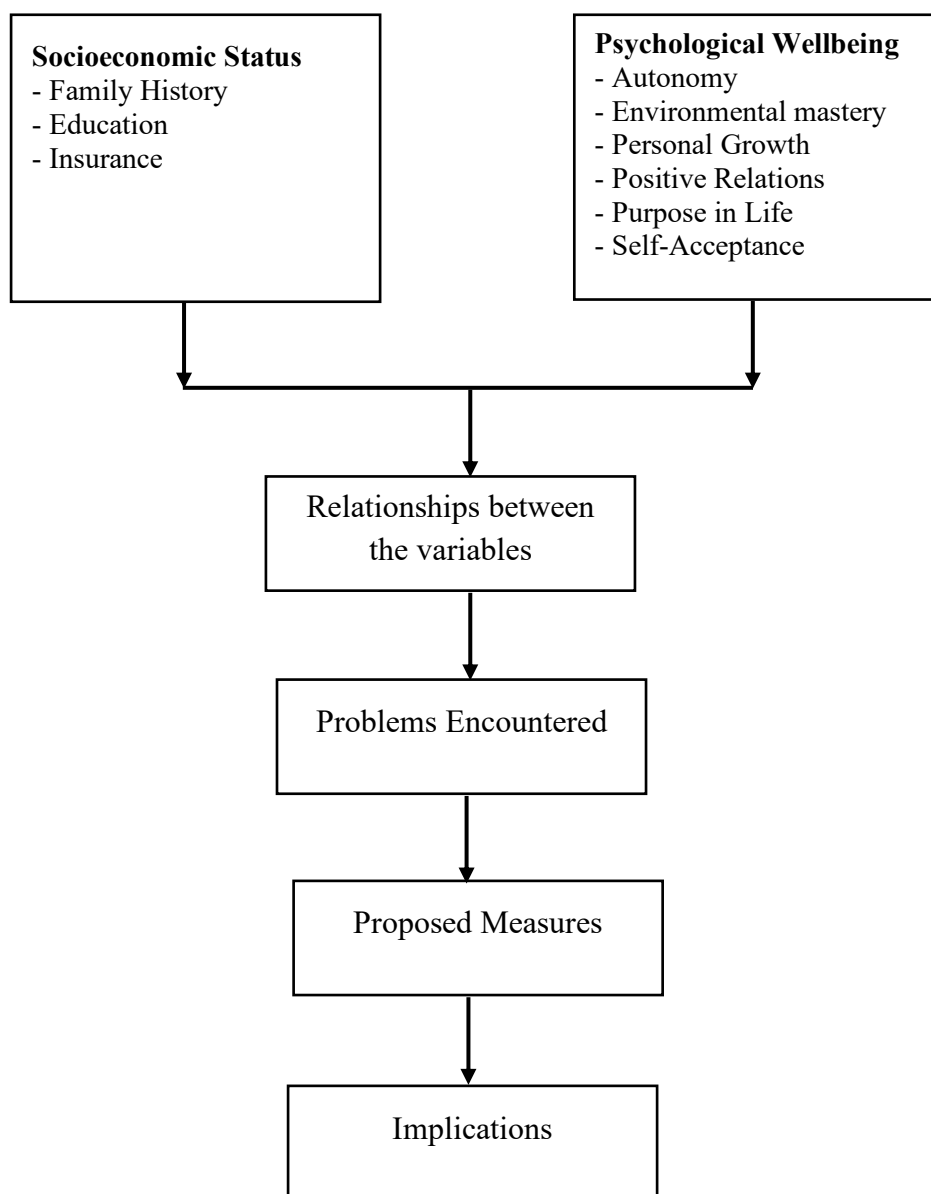 Socioeconomic Status
- Family History
- Education
- Insurance
Psychological Wellbeing
- Autonomy
- Environmental mastery
- Personal Growth
- Positive Relations
- Purpose in Life
- Self-Acceptance
Relationships between
the variables
Problems Encountered
Proposed Measures
Implications